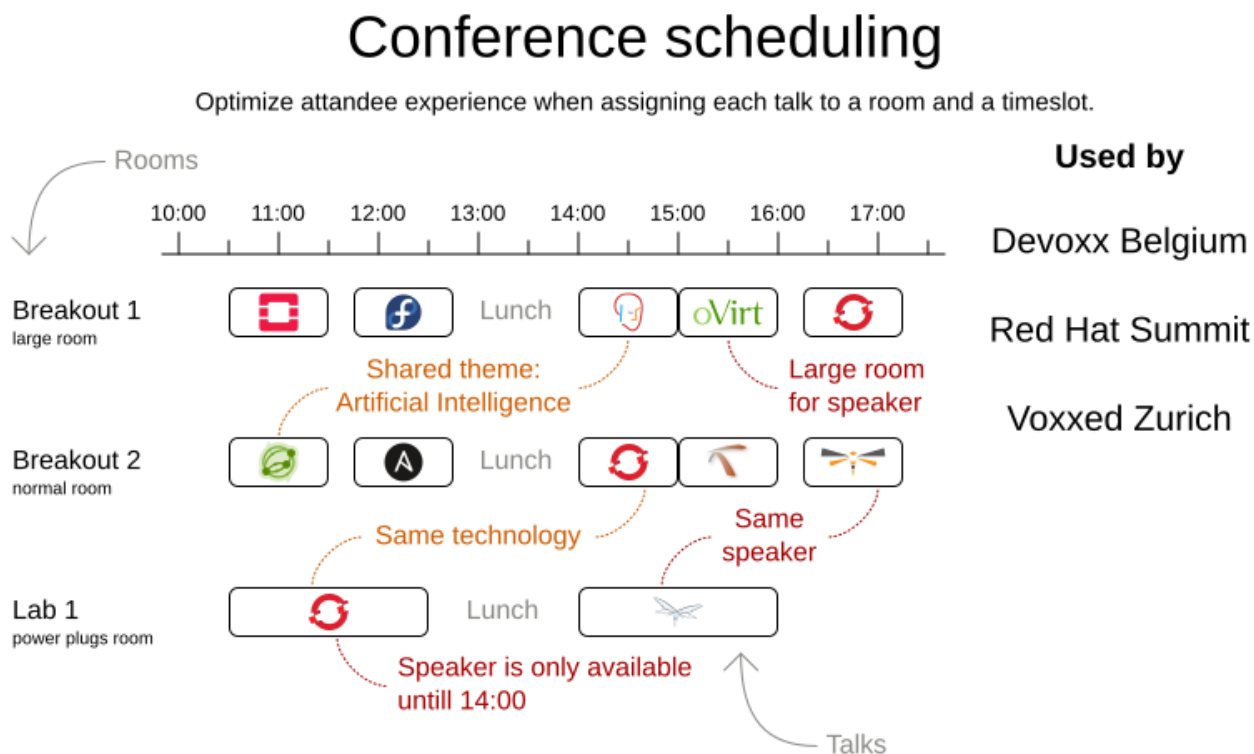 Conference scheduling
Optimize attandee experience when assigning each talk to a room and a timeslot.
Rooms
Used by
10:00 11:00 12:00 13:00 14:00 15:00 16:00 17:00
Devoxx Belgium
Red Hat Summit
Voxxed Zurich
Breakout 1
large room
Lunch
oVirt
Shared theme:
Artificial Intelligence
Large room
for speaker
Breakout 2
normal room
A
Lunch
Same technology
Same
speaker
Lab 1
power plugs room
Lunch
Speaker is only available
untill 14:00
Talks